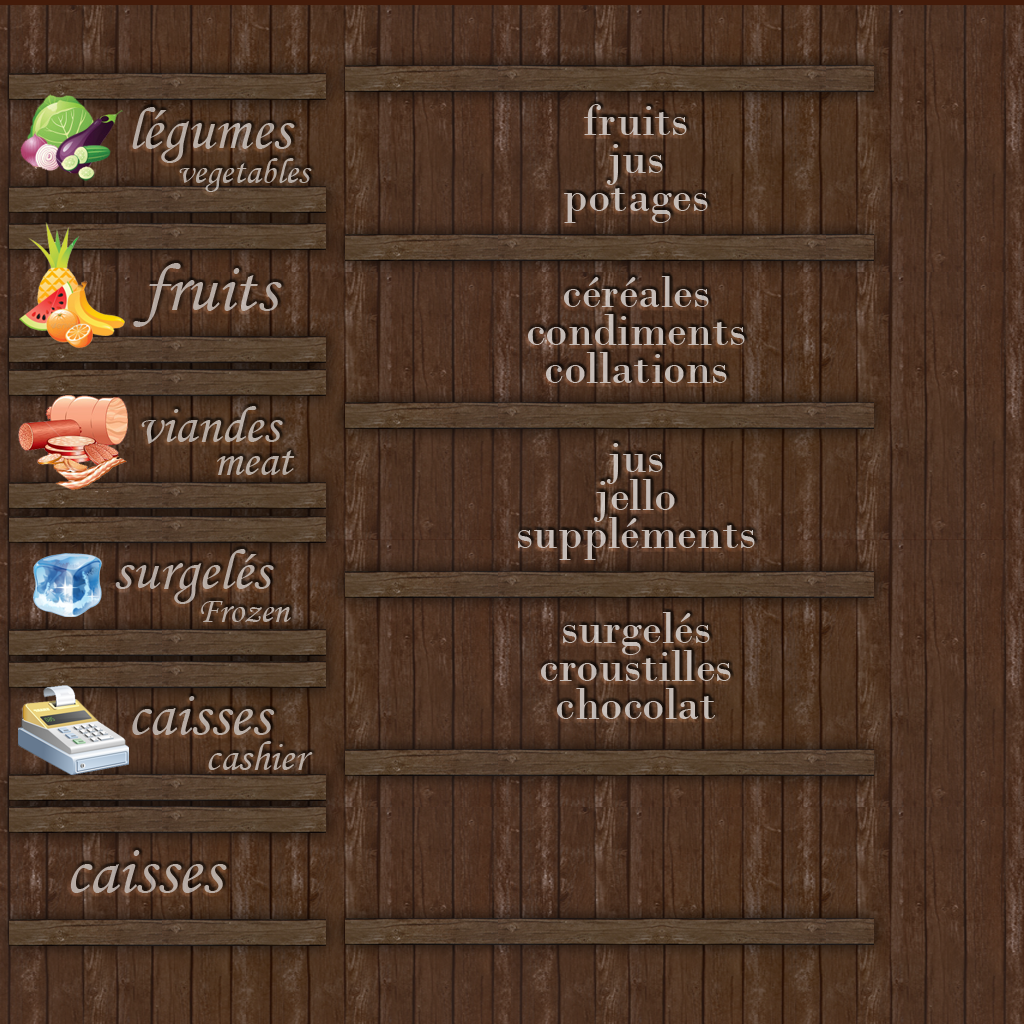 légumes
vegetables
fruits
viandes
meat
surgelés
Frozen
caisses
cashier
caisses
fruits
jus
potages
céréales
condiments
collations
jus
jello
suppléments
surgelés
croustilles
chocolat